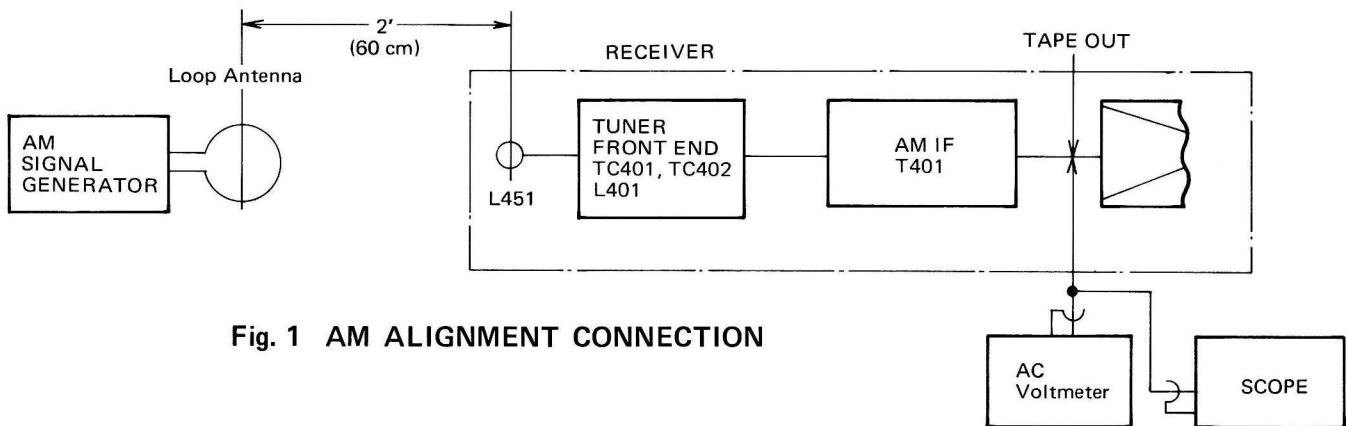 2'
(60 cm)
Loop Antenna
AM
SIGNAL
GENERATOR
RECEIVER
L451
TUNER
FRONT END
TC401, TC402
L401
AM IF
T401
TAPE OUT
AC
Voltmeter
SCOPE
Fig. 1 AM ALIGNMENT CONNECTION